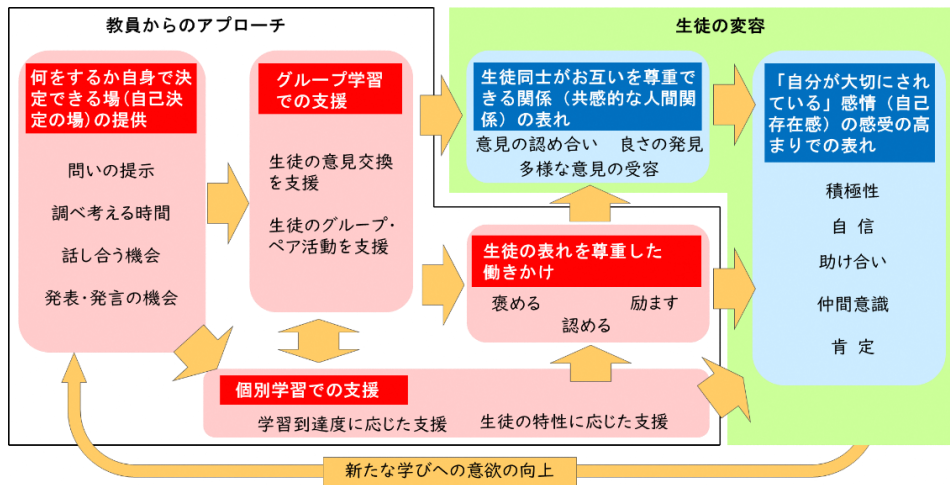 教員からのアプローチ
何をするか自身で決
定できる場(自己決
定の場)の提供
問いの提示
調べ考える時間
話し合う機会
発表・発言の機会
グループ学習
での支援
生徒の意見交換
を支援
生徒のグループ・
ペア活動を支援
個別学習での支援
学習到達度に応じた支援
生徒の特性に応じた支援
生徒の表れを尊重した
働きかけ
褒める
励ます
認める
生徒の変容
生徒同士がお互いを尊重で
きる関係（共感的な人間関
係）の表れ
意見の認め合い
良さの発見
多様な意見の受容
「自分が大切にされ
ている」感情（自己
存在感）の感受の高
まりでの表れ
積極性
自 信
助け合い
仲間意識
肯 定
新たな学びへの意欲の向上